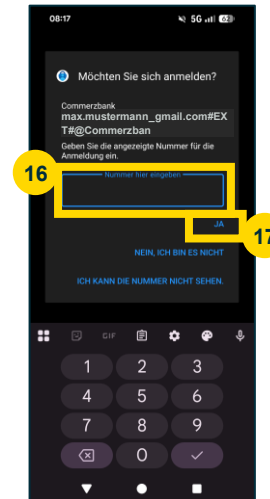 08:17 5G 62
Möchten Sie sich anmelden?
Commerzbank
max.mustermann_gmail.com#EX
T#@Commerzban
Geben Sie die angezeigte Nummer für die
Anmeldung ein.
16
Nummer hier eingeben
JA
17
NEIN, ICH BIN ES NICHT
ICH KANN DIE NUMMER NICHT SEHEN.
GIF
1 2 3
4 5 6
7 8 9
0